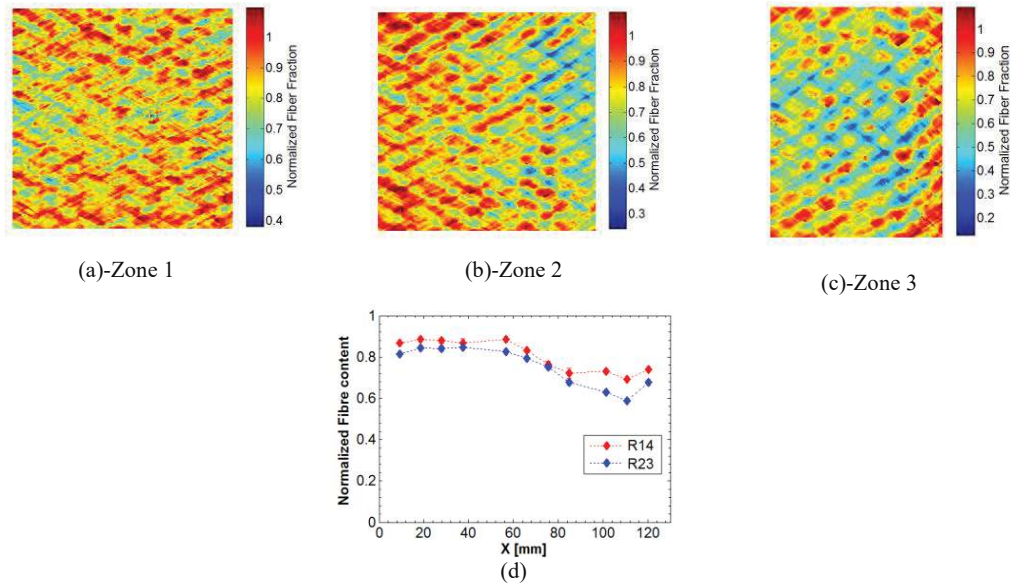 1
0.9
0.8
0.7
0.6
0.5
0.4
Normalized Fiber Fraction
1
0.9
0.8
0.7
0.6
0.5
0.4
0.3
Normalized Fiber Fraction
1
0.9
0.8
0.7
0.6
0.5
0.4
0.3
0.2
Normalized Fiber Fraction
(a)-Zone 1
(b)-Zone 2
(c)-Zone 3
1
0.8
0.6
0.4
0.2
0
Normalized Fibre content
R14
R23
0 20 40 60 80 100 120
X [mm]
(d)